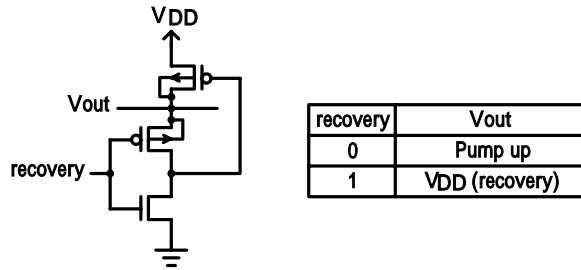 VDD
Vout
recovery
recovery Vout
0 Pump up
1 VDD (recovery)